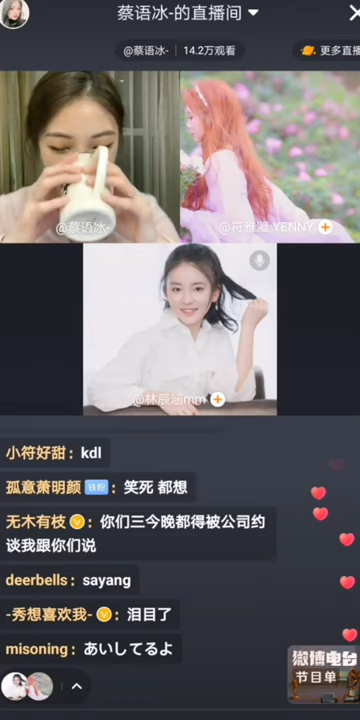 蔡语冰-的直播间
@蔡语冰- | 14.2万观看
更多直播
@蔡语冰-
@符雅凝YENNY
@林辰涵mm
小符好甜：kdl
孤意萧明颜 铁粉：笑死 都想
无木有枝：你们三今晚都得被公司约
谈我跟你们说
deerbells：sayang
-秀想喜欢我-：泪目了
misoning：あいしてるよ
微博电台
节目单